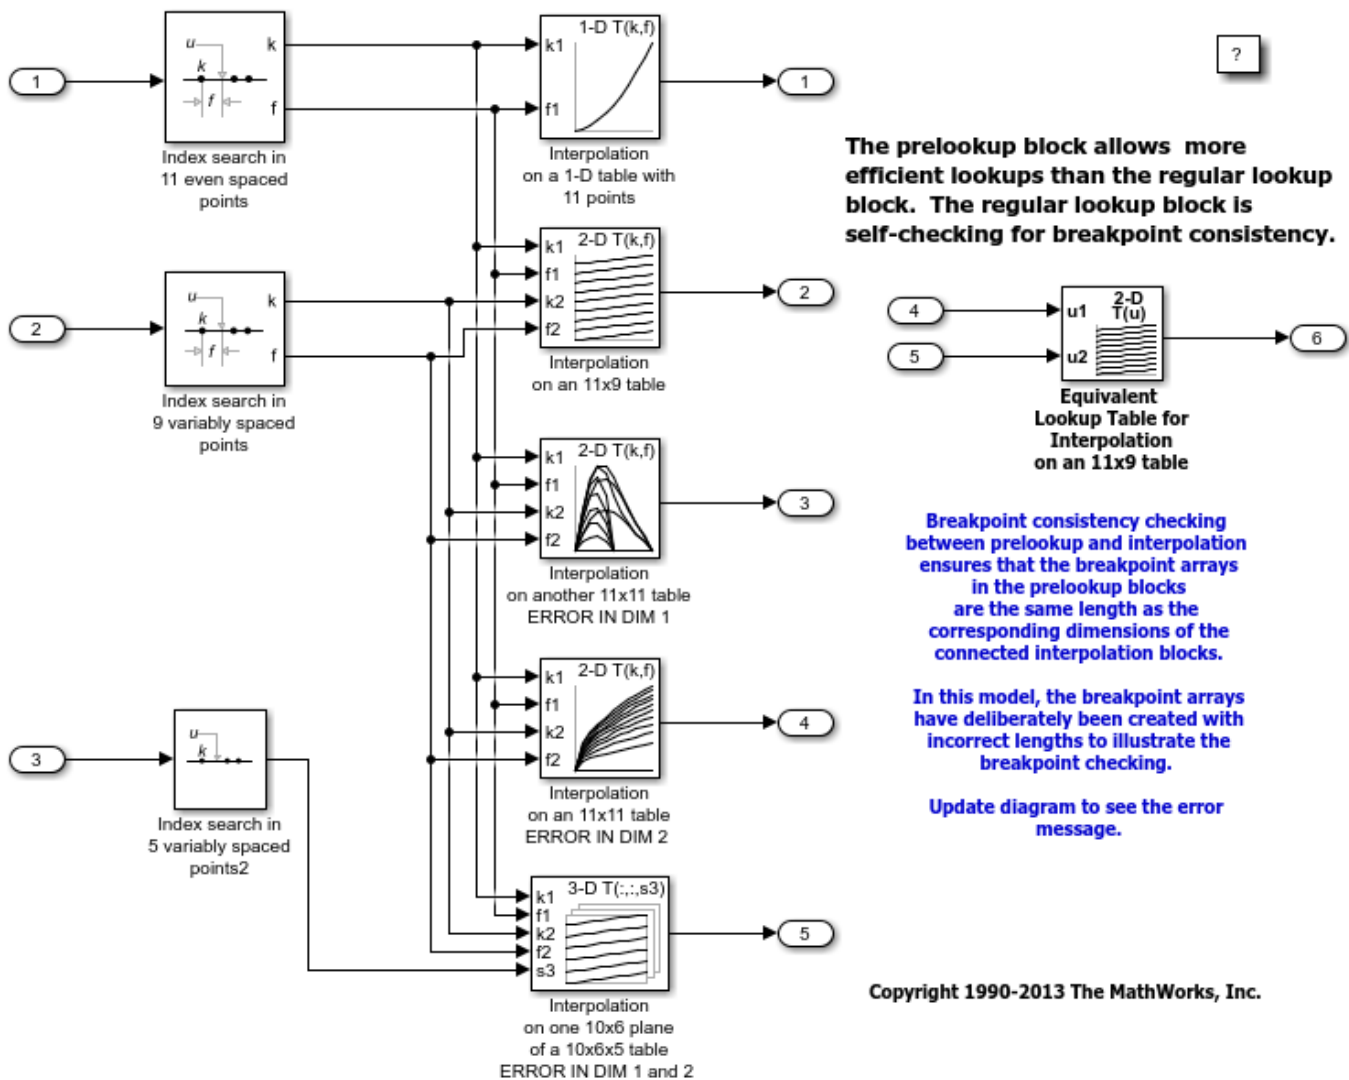 1
u
k
f
k
f
Index search in
11 even spaced
points
1-D T(k,f)
k1
f1
Interpolation
on a 1-D table with
11 points
1
?
The prelookup block allows  more
efficient lookups than the regular lookup
block.  The regular lookup block is
self-checking for breakpoint consistency.
2
u
k
f
k
f
Index search in
9 variably spaced
points
2-D T(k,f)
k1
f1
k2
f2
Interpolation
on an 11x9 table
2
4
5
u1
u2
2-D
T(u)
6
Equivalent
Lookup Table for
Interpolation
on an 11x9 table
2-D T(k,f)
k1
f1
k2
f2
Interpolation
on another 11x11 table
ERROR IN DIM 1
3
Breakpoint consistency checking
between prelookup and interpolation
ensures that the breakpoint arrays
in the prelookup blocks
are the same length as the
corresponding dimensions of the
connected interpolation blocks.
In this model, the breakpoint arrays
have deliberately been created with
incorrect lengths to illustrate the
breakpoint checking.
Update diagram to see the error
message.
2-D T(k,f)
k1
f1
k2
f2
Interpolation
on an 11x11 table
ERROR IN DIM 2
4
3
u
k
Index search in
5 variably spaced
points2
3-D T(:,:,s3)
k1
f1
k2
f2
s3
Interpolation
on one 10x6 plane
of a 10x6x5 table
ERROR IN DIM 1 and 2
5
Copyright 1990-2013 The MathWorks, Inc.